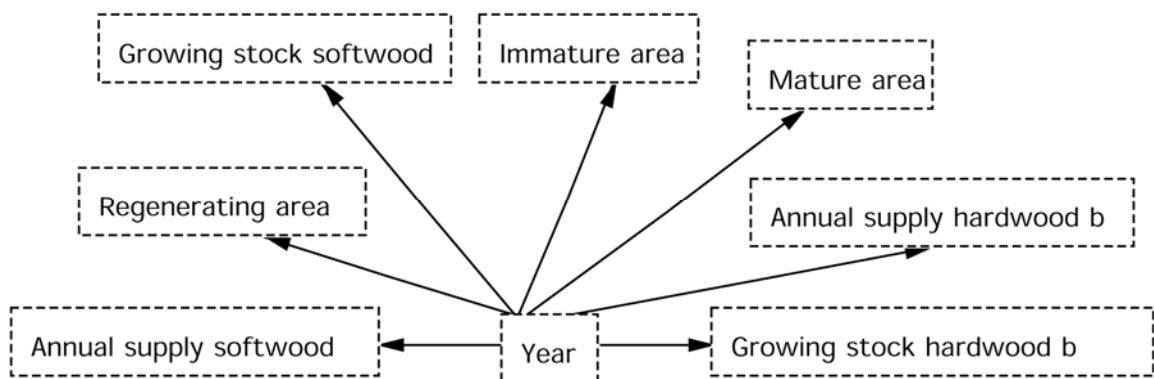 Growing stock softwood
Immature area
Mature area
Regenerating area
Annual supply hardwood b
Annual supply softwood
Year
Growing stock hardwood b